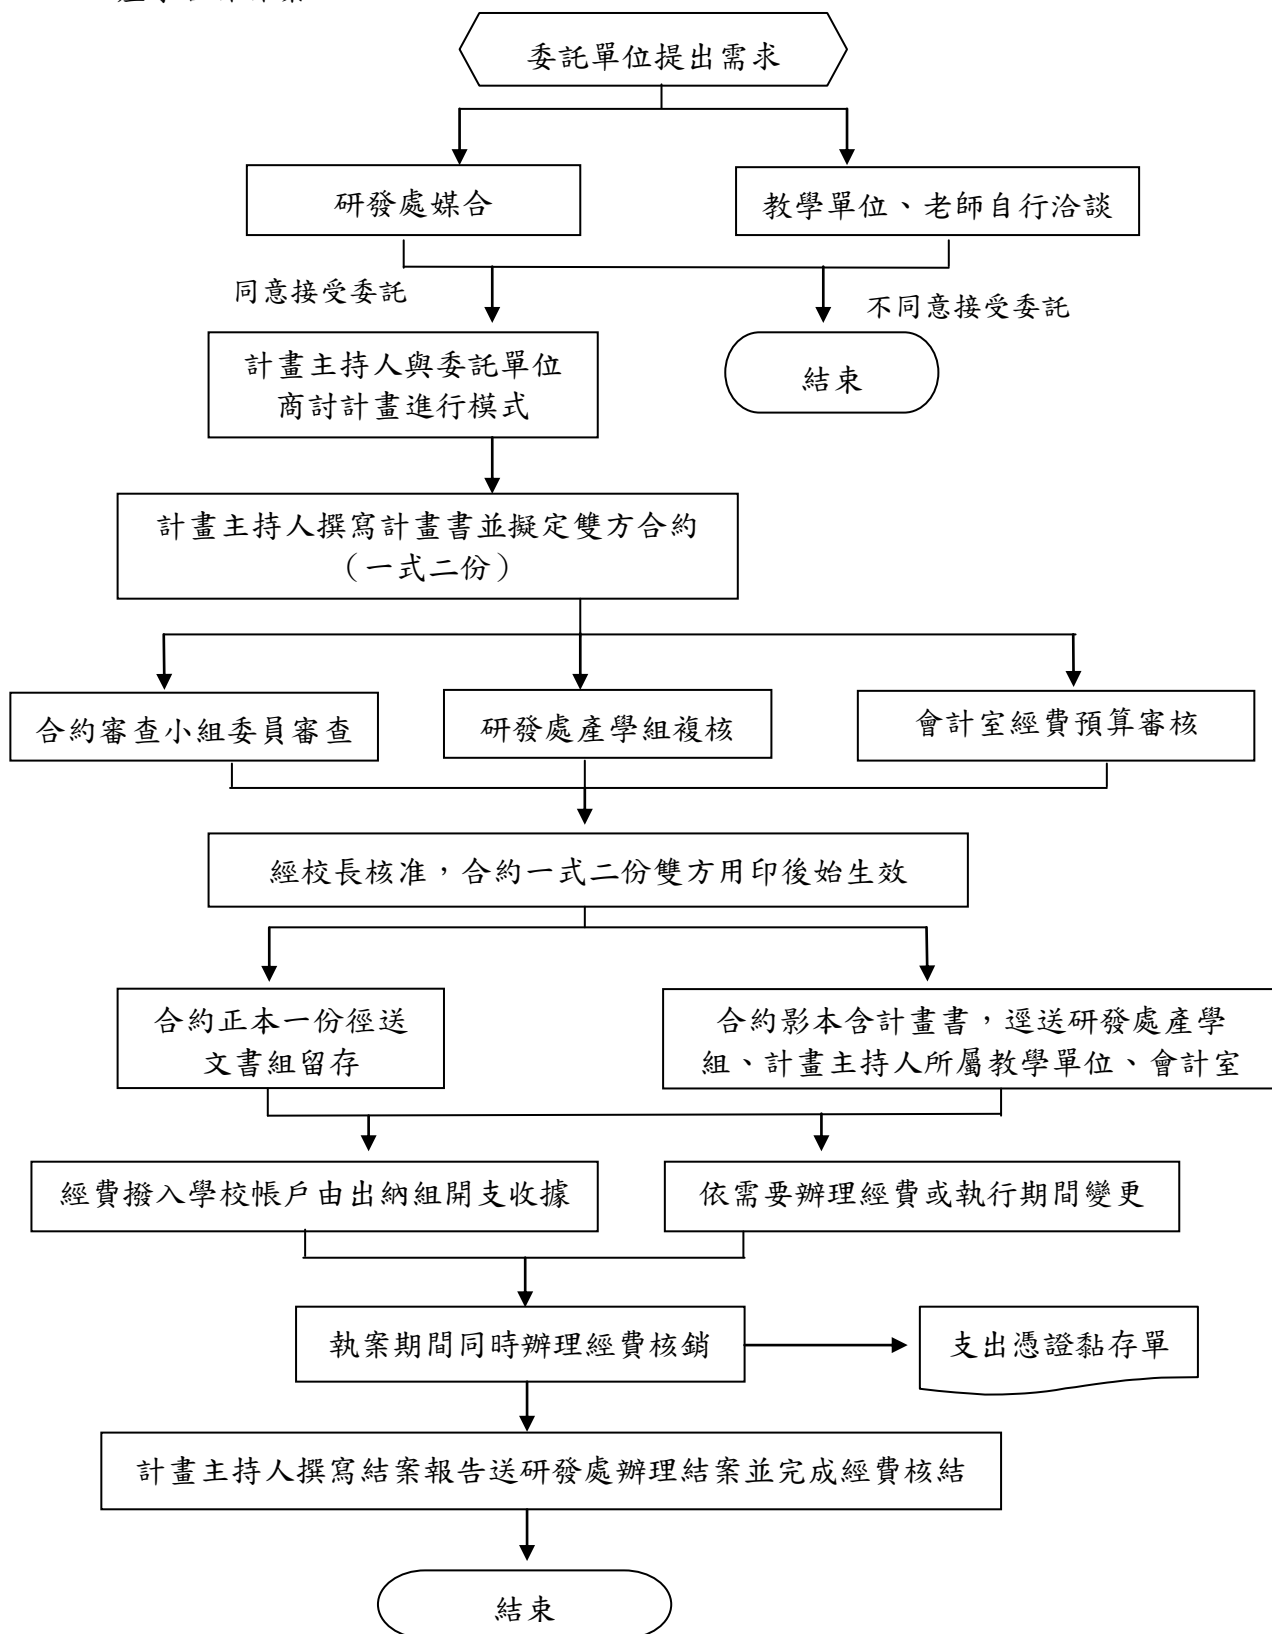 委託單位提出需求
研發處媒合
教學單位、老師自行洽談
同意接受委託
不同意接受委託
計畫主持人與委託單位
商討計畫進行模式
結束
計畫主持人撰寫計畫書並擬定雙方合約
（一式二份）
合約審查小組委員審查
研發處產學組複核
會計室經費預算審核
經校長核准，合約一式二份雙方用印後始生效
合約正本一份徑送
文書組留存
合約影本含計畫書，逕送研發處產學
組、計畫主持人所屬教學單位、會計室
經費撥入學校帳戶由出納組開支收據
依需要辦理經費或執行期間變更
執案期間同時辦理經費核銷
支出憑證黏存單
計畫主持人撰寫結案報告送研發處辦理結案並完成經費核結
結束